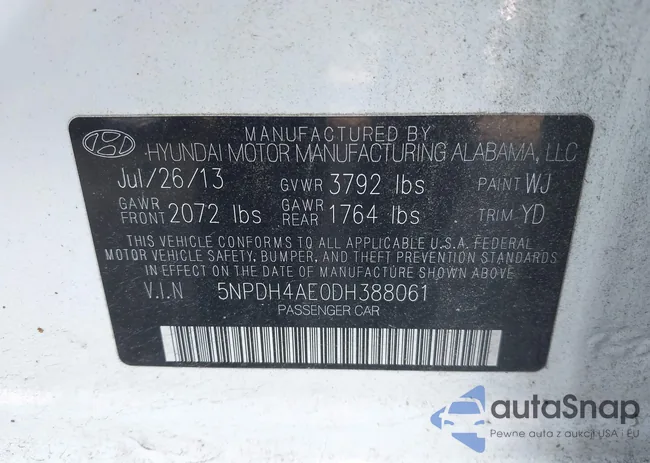 MANUFACTURED BY
HYUNDAI MOTOR MANUFACTURING ALABAMA, LLC
Jul/26/13 GVWR 3792 lbs PAINT WJ
GAWR FRONT 2072 lbs GAWR REAR 1764 lbs TRIM YD
THIS VEHICLE CONFORMS TO ALL APPLICABLE U.S.A. FEDERAL
MOTOR VEHICLE SAFETY, BUMPER, AND THEFT PREVENTION STANDARDS
IN EFFECT ON THE DATE OF MANUFACTURE SHOWN ABOVE.
V.I.N 5NPDH4AE0DH388061
PASSENGER CAR
autaSnap
Pewne auta z aukcji USA i EU